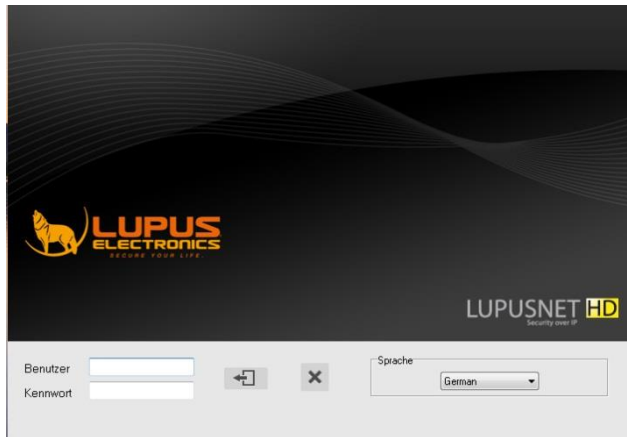 LUPUS
ELECTRONICS
SECURE YOUR LIFE.
LUPUSNET HD
Security over IP
Benutzer
Kennwort
Sprache
German